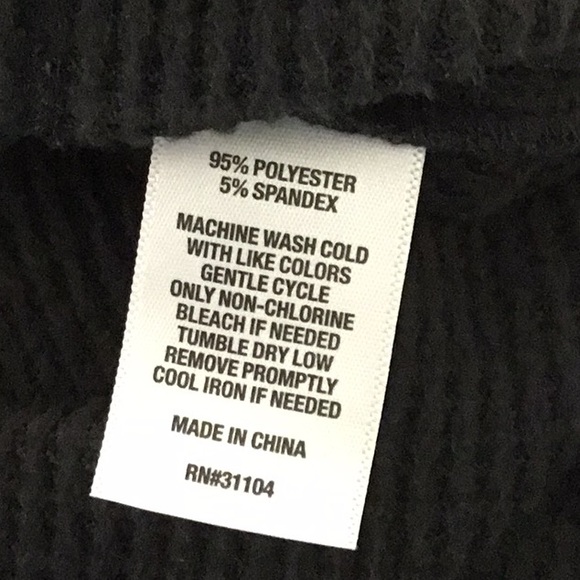 95% POLYESTER
5% SPANDEX
MACHINE WASH COLD
WITH LIKE COLORS
GENTLE CYCLE
ONLY NON-CHLORINE
BLEACH IF NEEDED
TUMBLE DRY LOW
REMOVE PROMPTLY
COOL IRON IF NEEDED
MADE IN CHINA
RN#31104